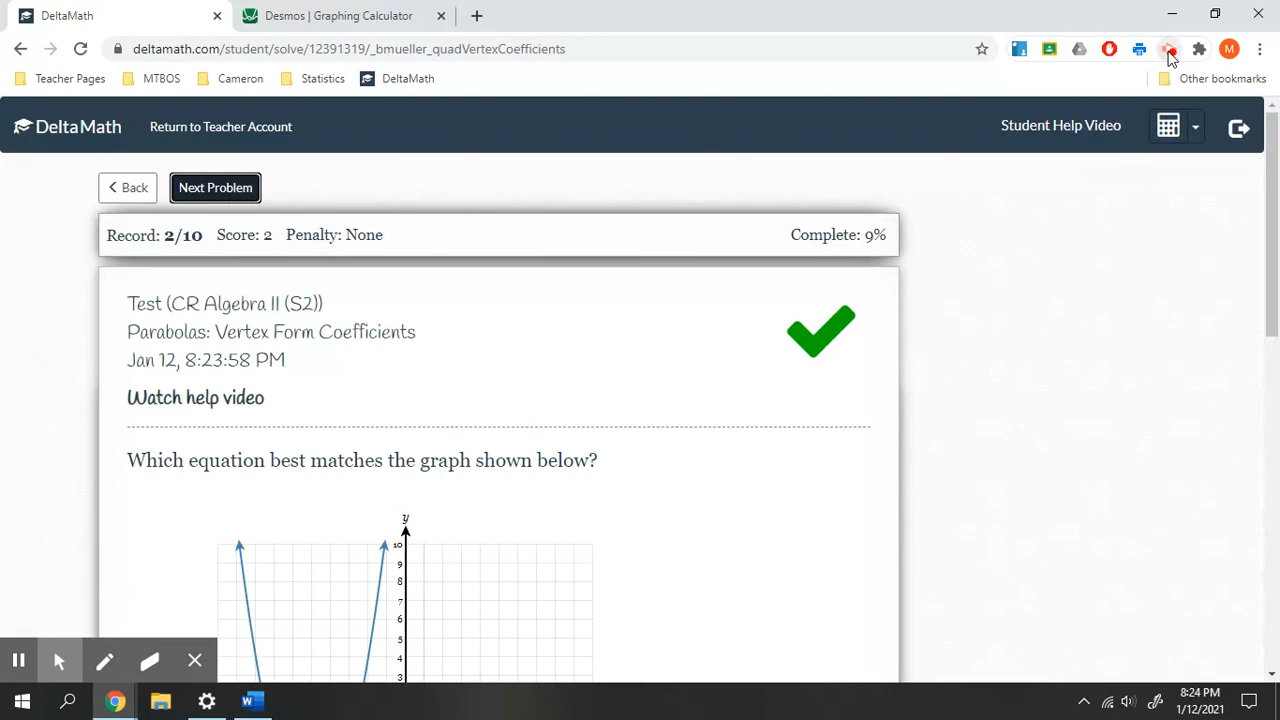 DeltaMath
Desmos | Graphing Calculator
deltamath.com/student/solve/12391319/_bmueller_quadVertexCoefficients
M
Teacher Pages
MTBOS
Cameron
Statistics
DeltaMath
Other bookmarks
DeltaMath
Return to Teacher Account
Student Help Video
Back
Next Problem
Record: 2/10 Score: 2 Penalty: None Complete: 9%
Test (CR Algebra II (S2))
Parabolas: Vertex Form Coefficients
Jan 12, 8:23:58 PM
Watch help video
Which equation best matches the graph shown below?
y
10
9
8
7
6
5
4
3
8:24 PM
1/12/2021